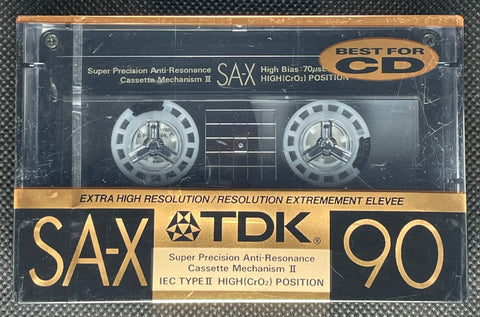 BEST FOR
CD
Super Precision Anti-Resonance
Cassette Mechanism II
SA-X
High Bias:70μsE
HIGH(CrO₂) POSITION
EXTRA HIGH RESOLUTION/RESOLUTION EXTREMEMENT ELEVEE
SA-X
TDK®
90
Super Precision Anti-Resonance
Cassette Mechanism II
IEC TYPE II HIGH(CrO₂) POSITION